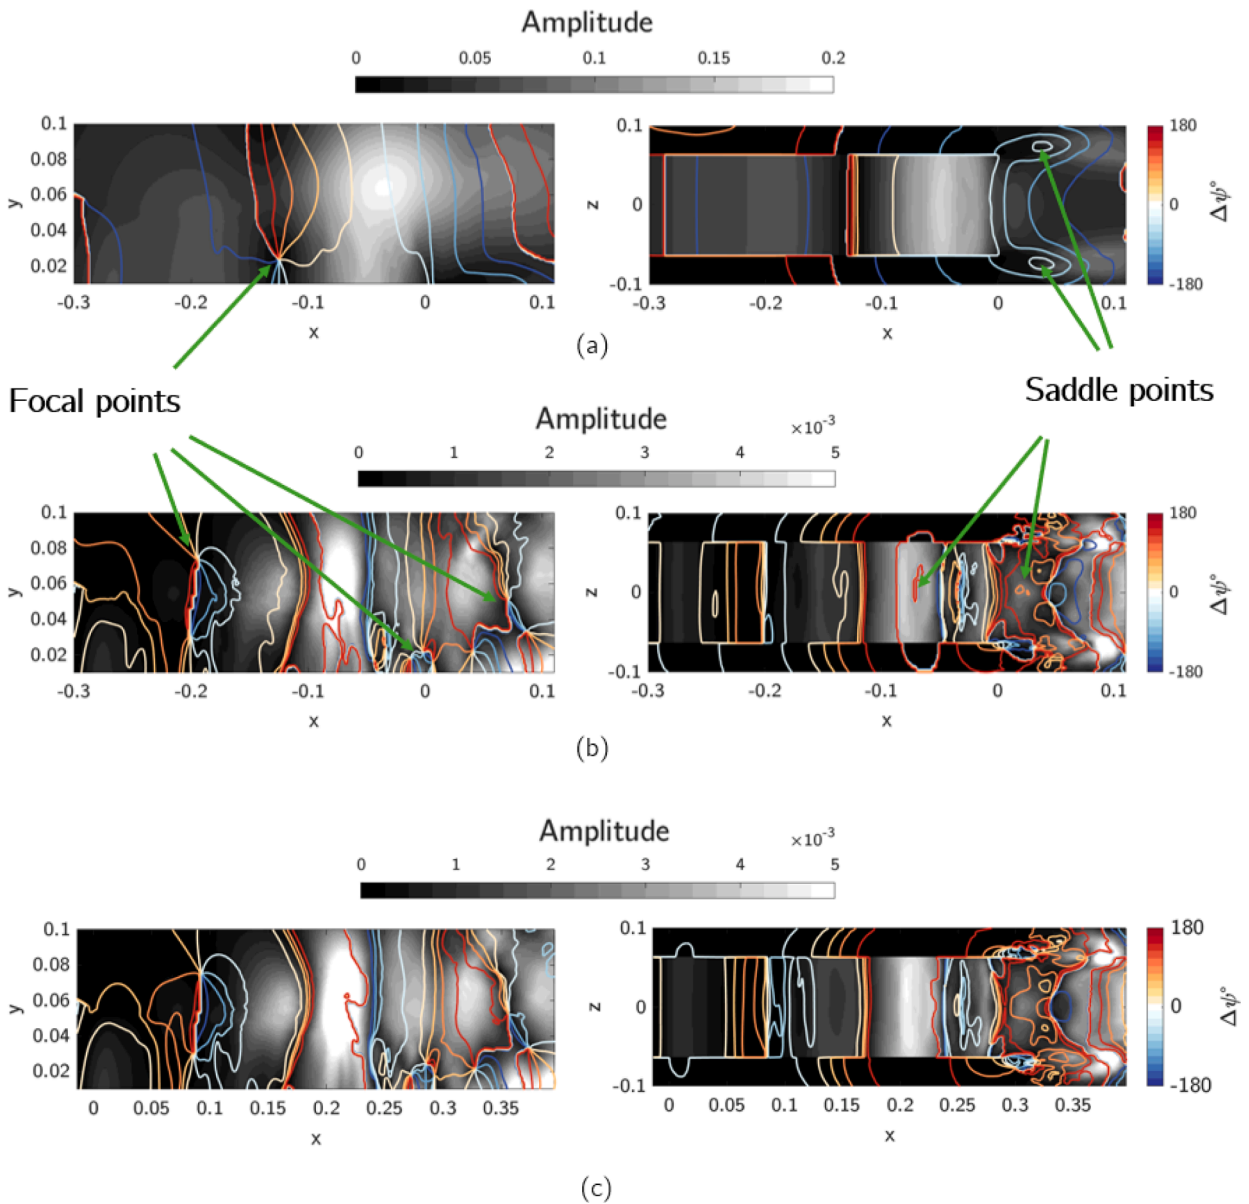 Amplitude
0 0.05 0.1 0.15 0.2
0.1 0.08 0.06 0.04 0.02
y
-0.3 -0.2 -0.1 0 0.1
x
0.1 0 -0.1
z
-0.3 -0.2 -0.1 0 0.1
x
180 0 -180
Δψ°
(a)
Focal points
Saddle points
Amplitude
×10-3
0 1 2 3 4 5
0.1 0.08 0.06 0.04 0.02
y
-0.3 -0.2 -0.1 0 0.1
x
0.1 0 -0.1
z
-0.3 -0.2 -0.1 0 0.1
x
180 0 -180
Δψ°
(b)
Amplitude
×10-3
0 1 2 3 4 5
0.1 0.08 0.06 0.04 0.02
y
0 0.05 0.1 0.15 0.2 0.25 0.3 0.35
x
0.1 0 -0.1
z
0 0.05 0.1 0.15 0.2 0.25 0.3 0.35
x
180 0 -180
Δψ°
(c)